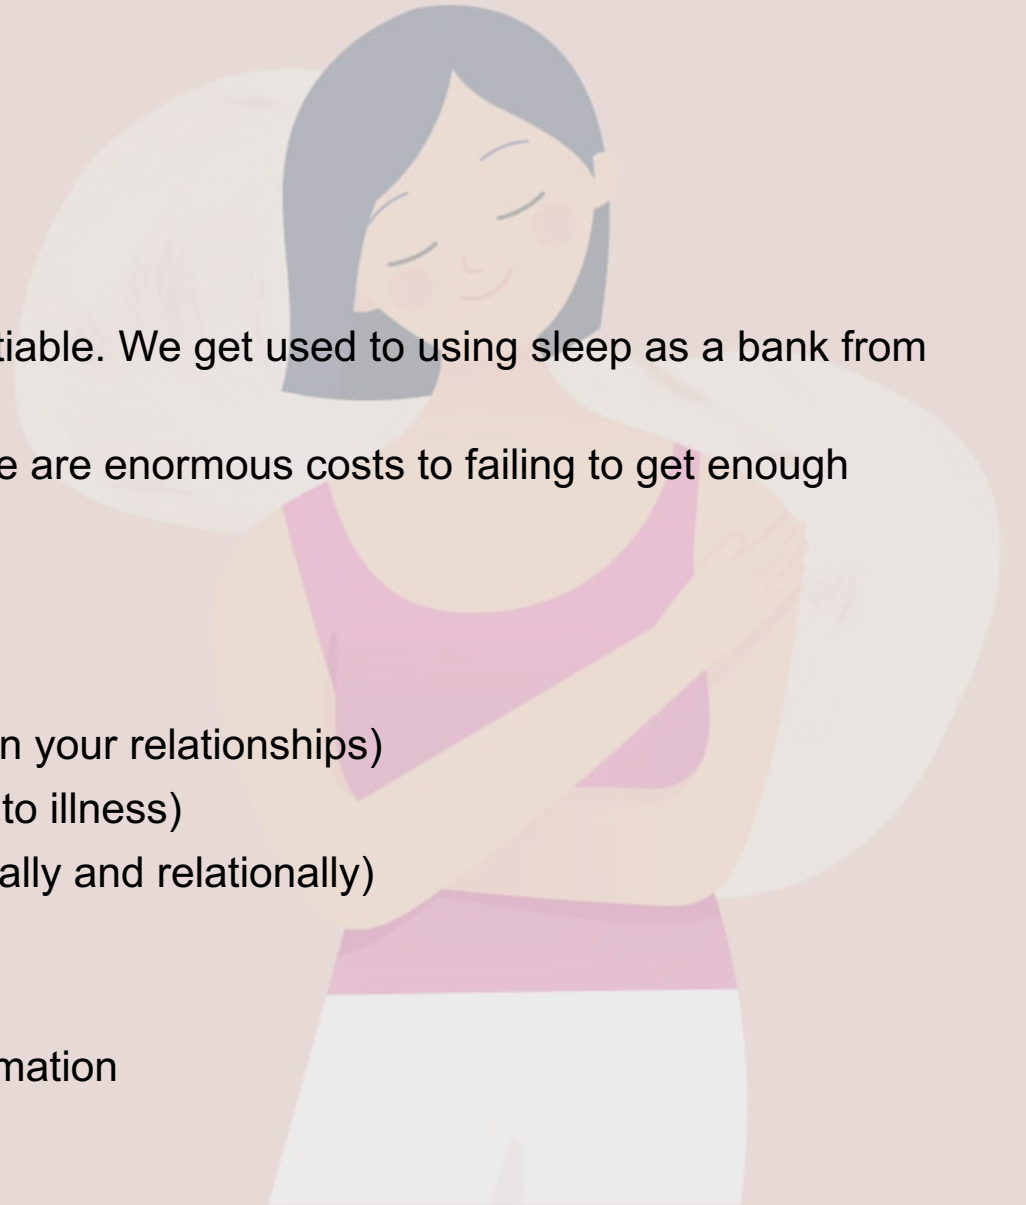 tiable. We get used to using sleep as a bank from
e are enormous costs to failing to get enough
n your relationships)
to illness)
ally and relationally)
mation